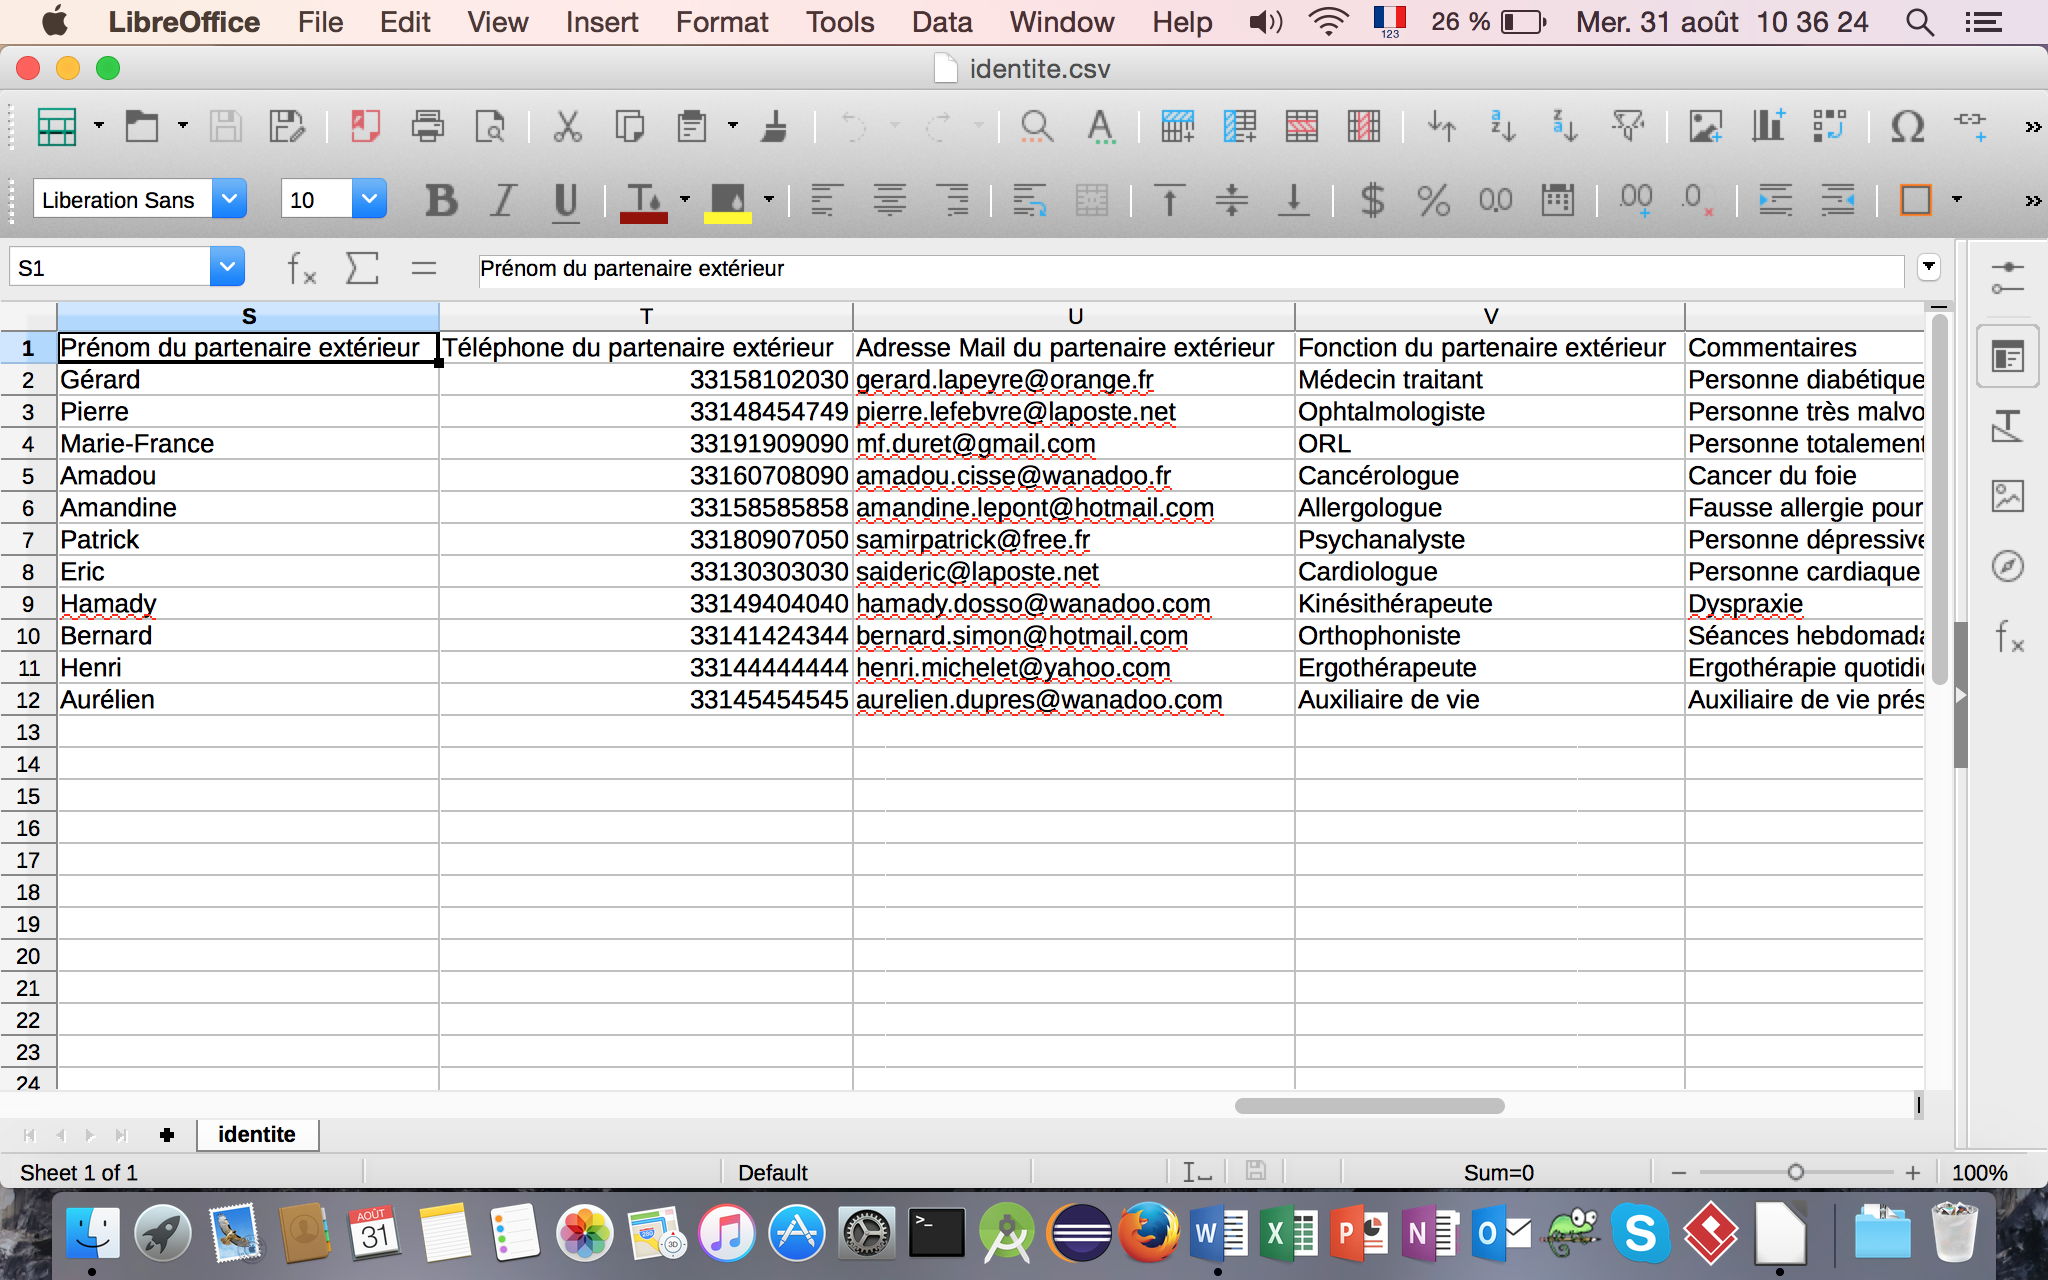 LibreOffice File Edit View Insert Format Tools Data Window Help 123 26 % Mer. 31 août 10 36 24
identite.csv
Liberation Sans 10
S1 Prénom du partenaire extérieur
S T U V
1 Prénom du partenaire extérieur Téléphone du partenaire extérieur Adresse Mail du partenaire extérieur Fonction du partenaire extérieur Commentaires
2 Gérard 33158102030 gerard.lapeyre@orange.fr Médecin traitant Personne diabétique
3 Pierre 33148454749 pierre.lefebvre@laposte.net Ophtalmologiste Personne très malvo
4 Marie-France 33191909090 mf.duret@gmail.com ORL Personne totalement
5 Amadou 33160708090 amadou.cisse@wanadoo.fr Cancérologue Cancer du foie
6 Amandine 33158585858 amandine.lepont@hotmail.com Allergologue Fausse allergie pour
7 Patrick 33180907050 samirpatrick@free.fr Psychanalyste Personne dépressive
8 Eric 33130303030 saideric@laposte.net Cardiologue Personne cardiaque
9 Hamady 33149404040 hamady.dosso@wanadoo.com Kinésithérapeute Dyspraxie
10 Bernard 33141424344 bernard.simon@hotmail.com Orthophoniste Séances hebdomada
11 Henri 33144444444 henri.michelet@yahoo.com Ergothérapeute Ergothérapie quotidi
12 Aurélien 33145454545 aurelien.dupres@wanadoo.com Auxiliaire de vie Auxiliaire de vie prés
13
14
15
16
17
18
19
20
21
22
23
24
identite
Sheet 1 of 1 Default Sum=0 100%
AOÛT
31